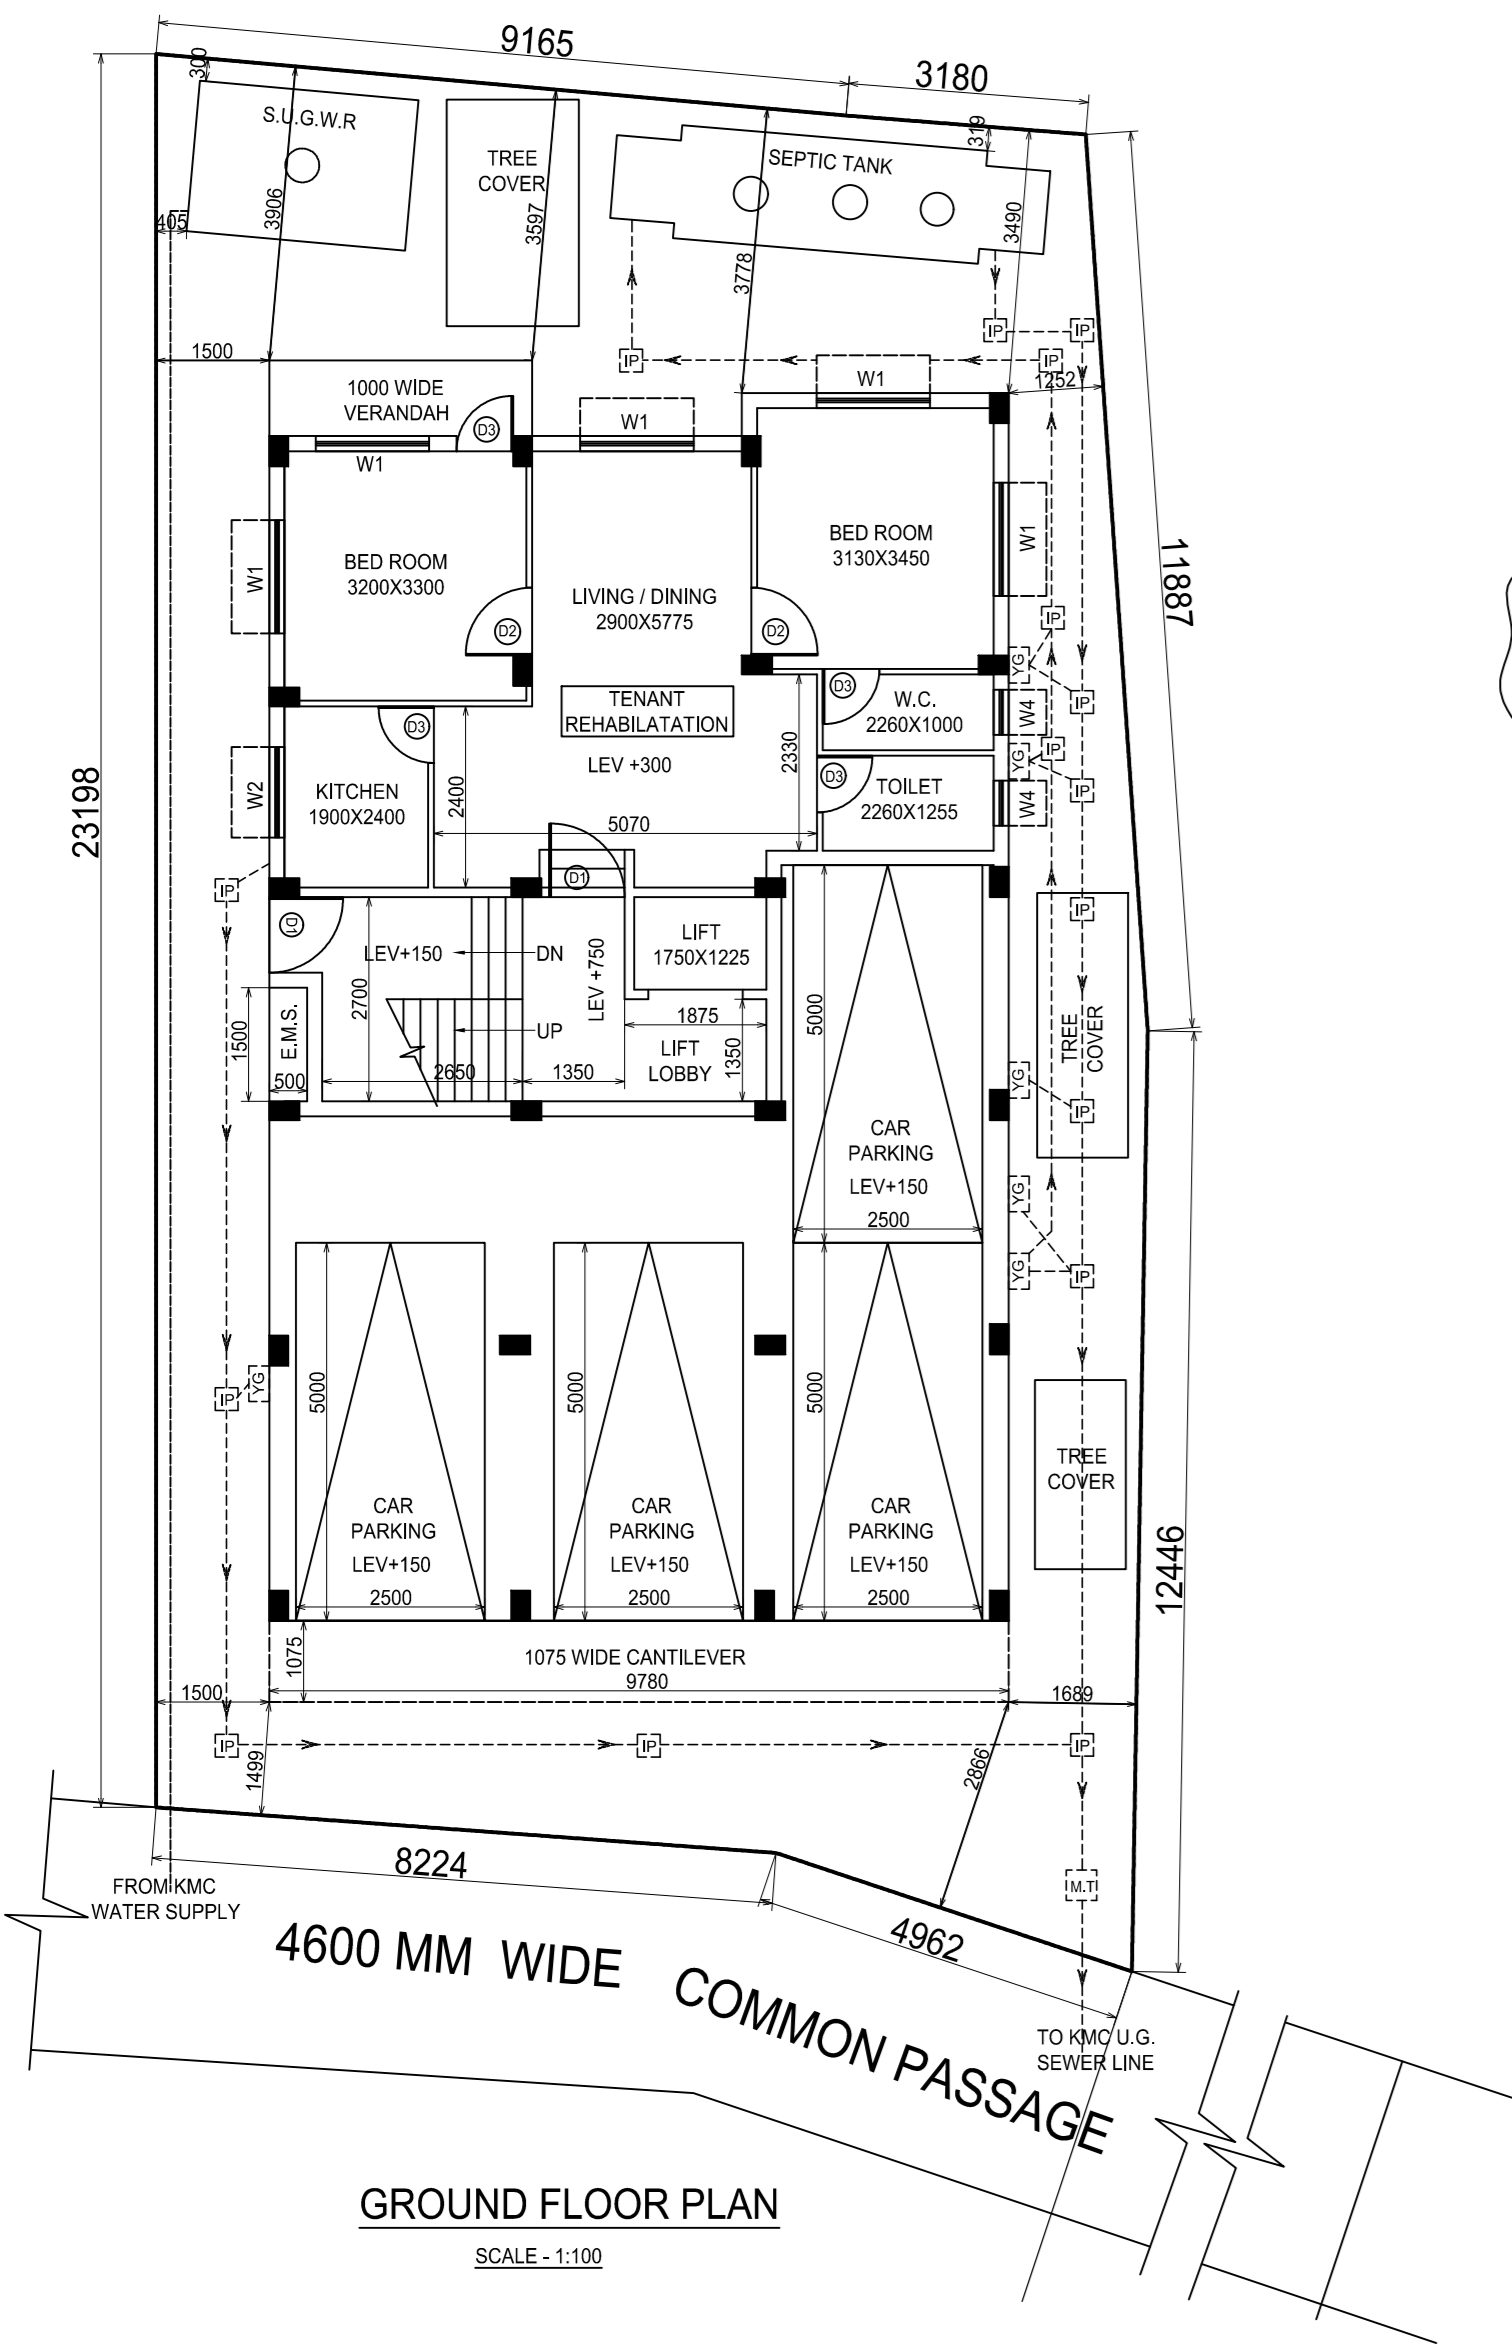 9165
3180
300
S.U.G.W.R
TREE
COVER
SEPTIC TANK
319
405
3906
3597
3778
3490
IP
IP
IP
IP
1500
1252
1000 WIDE
VERANDAH
W1
W1
D3
W1
BED ROOM
3200X3300
W1
D2
LIVING / DINING
2900X5775
BED ROOM
3130X3450
W1
D2
11887
IP
YG
TENANT
REHABILATATION
LEV +300
D3
W.C.
2260X1000
W4
IP
D3
YG
IP
23198
W2
KITCHEN
1900X2400
2400
2330
D3
TOILET
2260X1255
W4
IP
5070
D1
IP
D1
LEV+150
DN
LEV +750
LIFT
1750X1225
IP
2700
5000
E.M.S.
1500
500
UP
1875
LIFT
LOBBY
1350
2650
1350
TREE
COVER
YG
IP
CAR
PARKING
LEV+150
2500
YG
YG
IP
5000
5000
5000
IP
YG
CAR
PARKING
LEV+150
2500
CAR
PARKING
LEV+150
2500
CAR
PARKING
LEV+150
2500
TREE
COVER
12446
1075
1075 WIDE CANTILEVER
9780
1500
1689
IP
IP
IP
1499
2866
8224
4962
M.T
FROM KMC
WATER SUPPLY
4600 MM WIDE COMMON PASSAGE
TO KMC U.G.
SEWER LINE
GROUND FLOOR PLAN
SCALE - 1:100